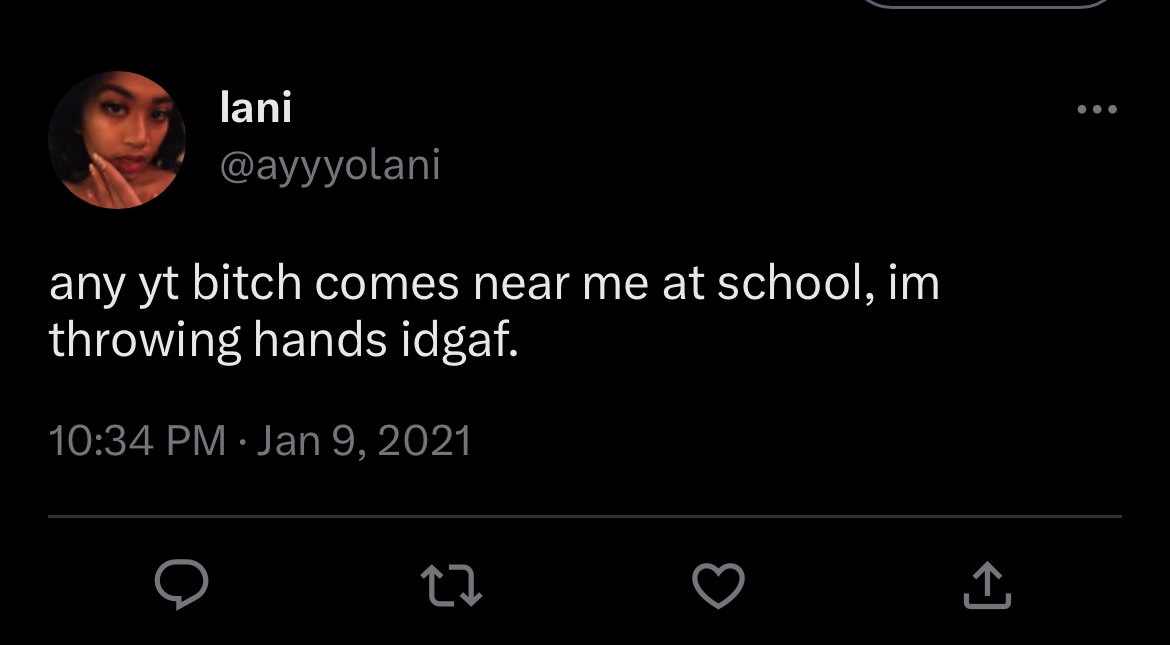 lani
@ayyyolani
any yt bitch comes near me at school, im
throwing hands idgaf.
10:34 PM · Jan 9, 2021